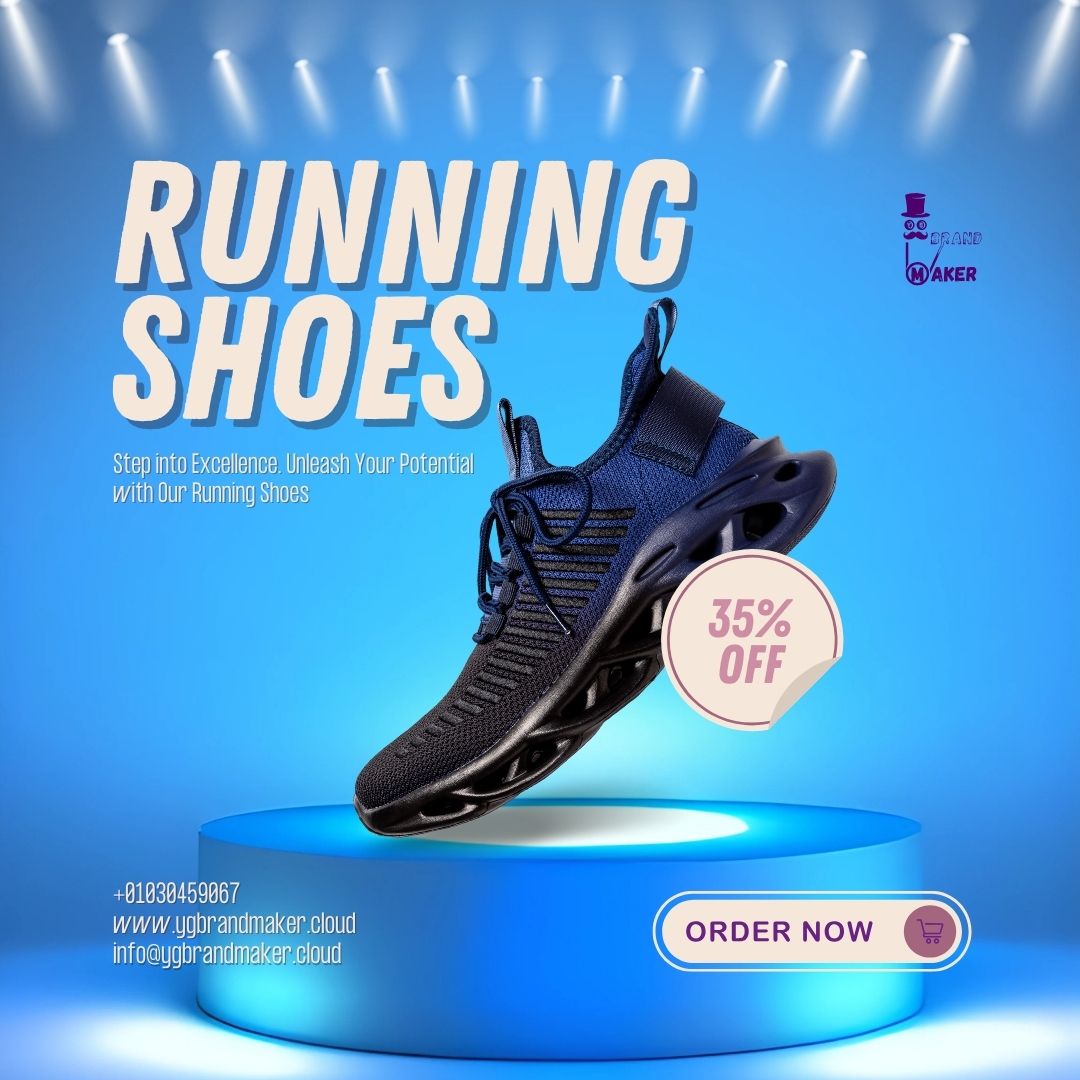 RUNNING
SHOES
BRAND
MAKER
Step into Excellence. Unleash Your Potential
with Our Running Shoes
35%
OFF
+01030459067
www.ygbrandmaker.cloud
info@ygbrandmaker.cloud
ORDER NOW